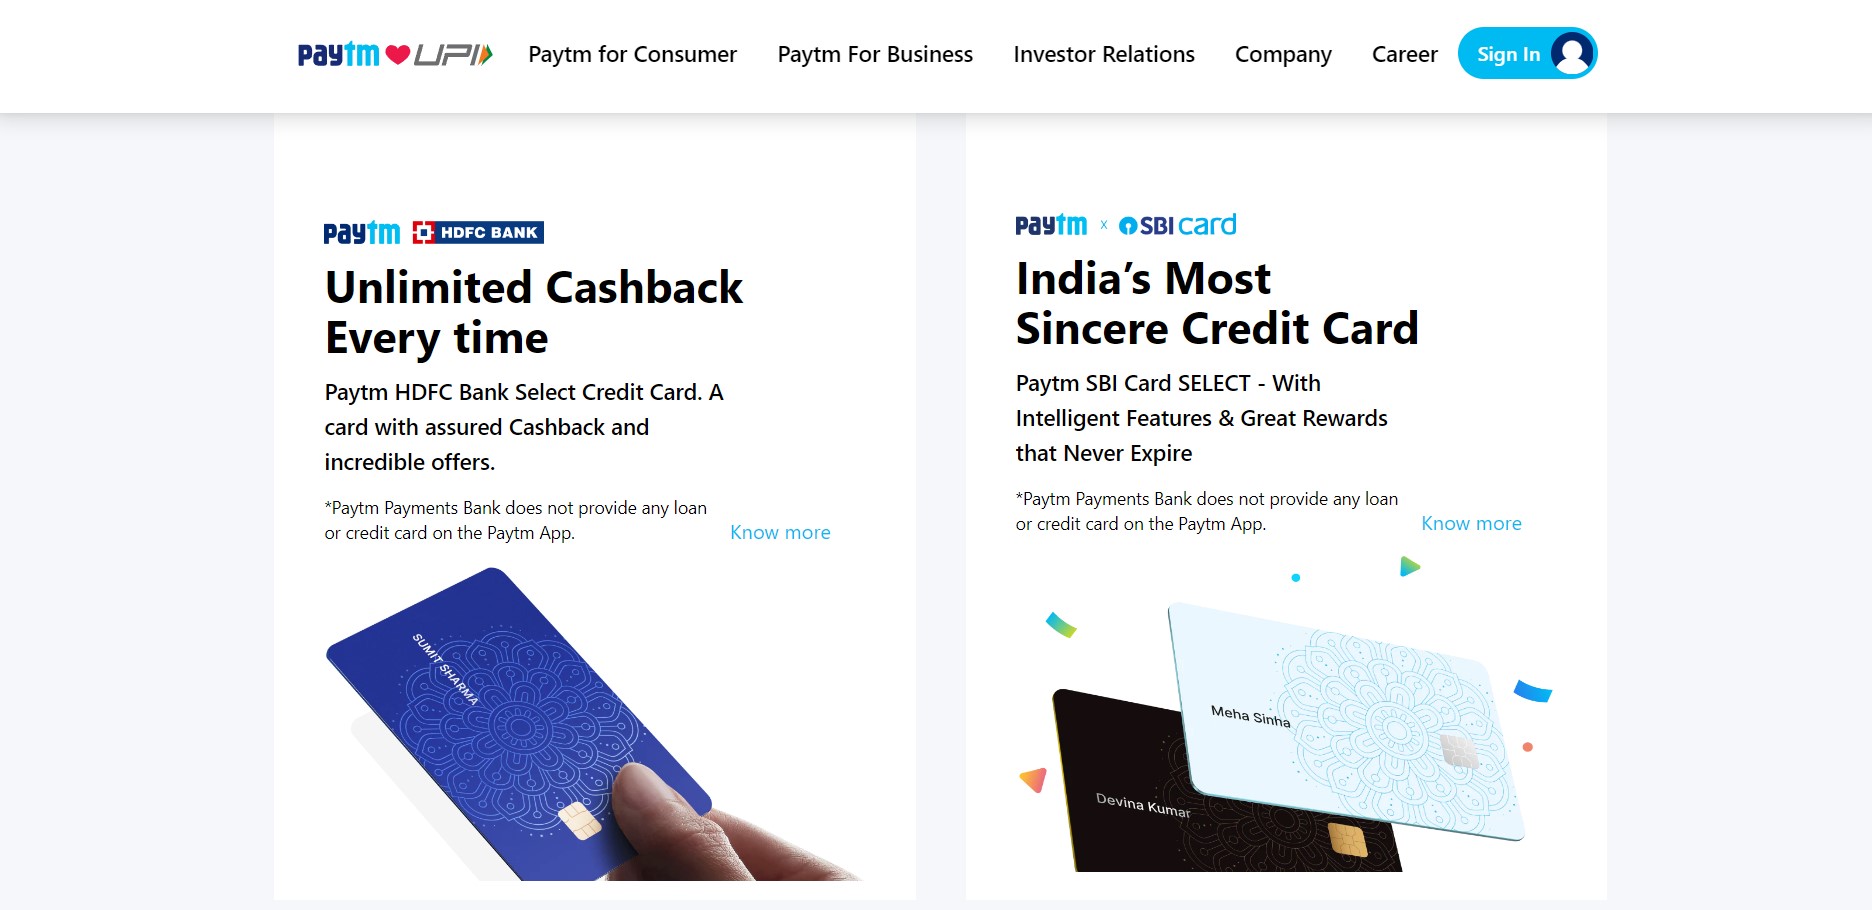 paytm UPI
Paytm for Consumer
Paytm For Business
Investor Relations
Company
Career
Sign In
paytm HDFC BANK
Unlimited Cashback
Every time
Paytm HDFC Bank Select Credit Card. A
card with assured Cashback and
incredible offers.
*Paytm Payments Bank does not provide any loan
or credit card on the Paytm App.
Know more
SUMIT SHARMA
paytm x SBI card
India’s Most
Sincere Credit Card
Paytm SBI Card SELECT - With
Intelligent Features & Great Rewards
that Never Expire
*Paytm Payments Bank does not provide any loan
or credit card on the Paytm App.
Know more
Meha Sinha
Devina Kumar